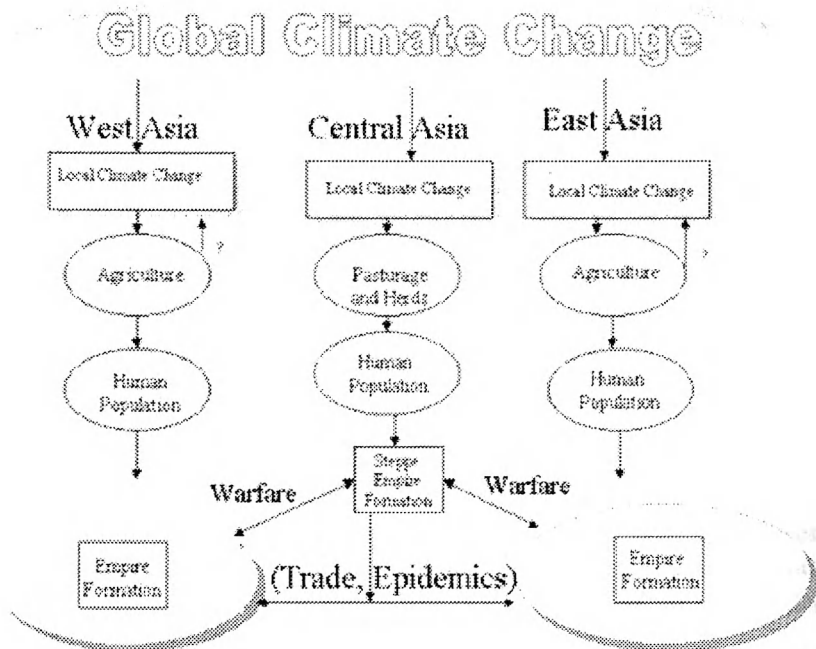 Global Climate Change
West Asia
Central Asia
East Asia
Local Climate Change
Local Climate Change
Local Climate Change
?
?
Agriculture
Pasturage
and Herds
Agriculture
Human
Population
Human
Population
Human
Population
Steppe
Empire
Formation
Warfare
Warfare
Empire
Formation
(Trade, Epidemics)
Empire
Formation